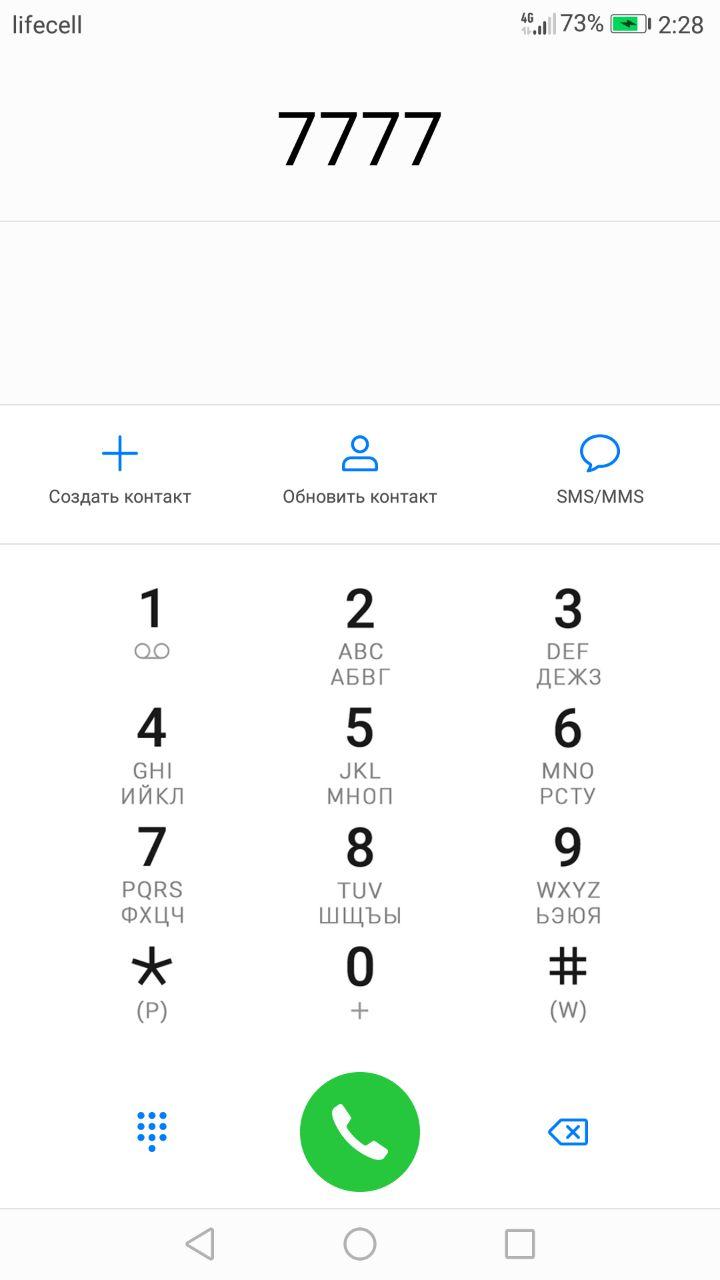 lifecell 4G 73% 2:28
7777
Создать контакт Обновить контакт SMS/MMS
1 2 3
ABC DEF
АБВГ ДЕЖЗ
4 5 6
GHI JKL MNO
ИЙКЛ МНОП РСТУ
7 8 9
PQRS TUV WXYZ
ФХЦЧ ШЩЪЫ ЬЭЮЯ
* 0 #
(P) + (W)